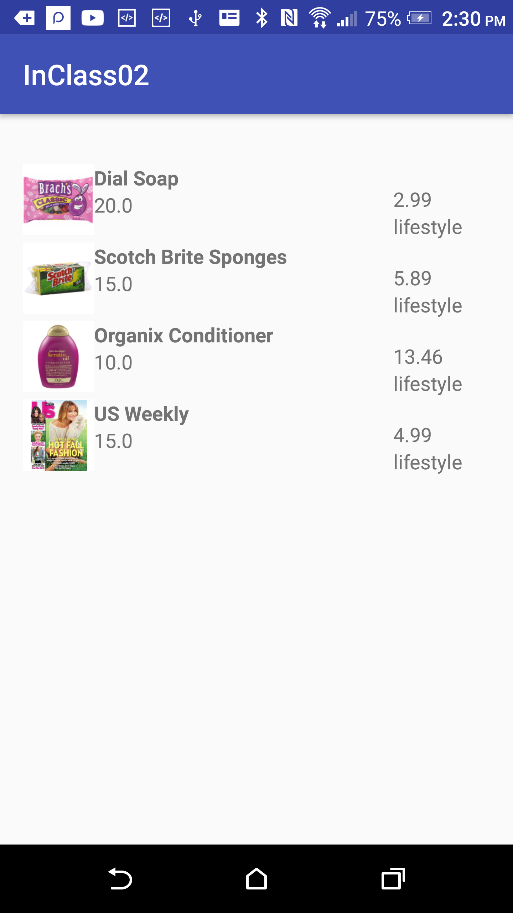 75% 2:30 PM
InClass02
Brach's
CLASSIC
Dial Soap
20.0
2.99
lifestyle
Scotch Brite
Scotch Brite Sponges
15.0
5.89
lifestyle
Organix Conditioner
10.0
13.46
lifestyle
Us
HOT FALL
FASHION
US Weekly
15.0
4.99
lifestyle